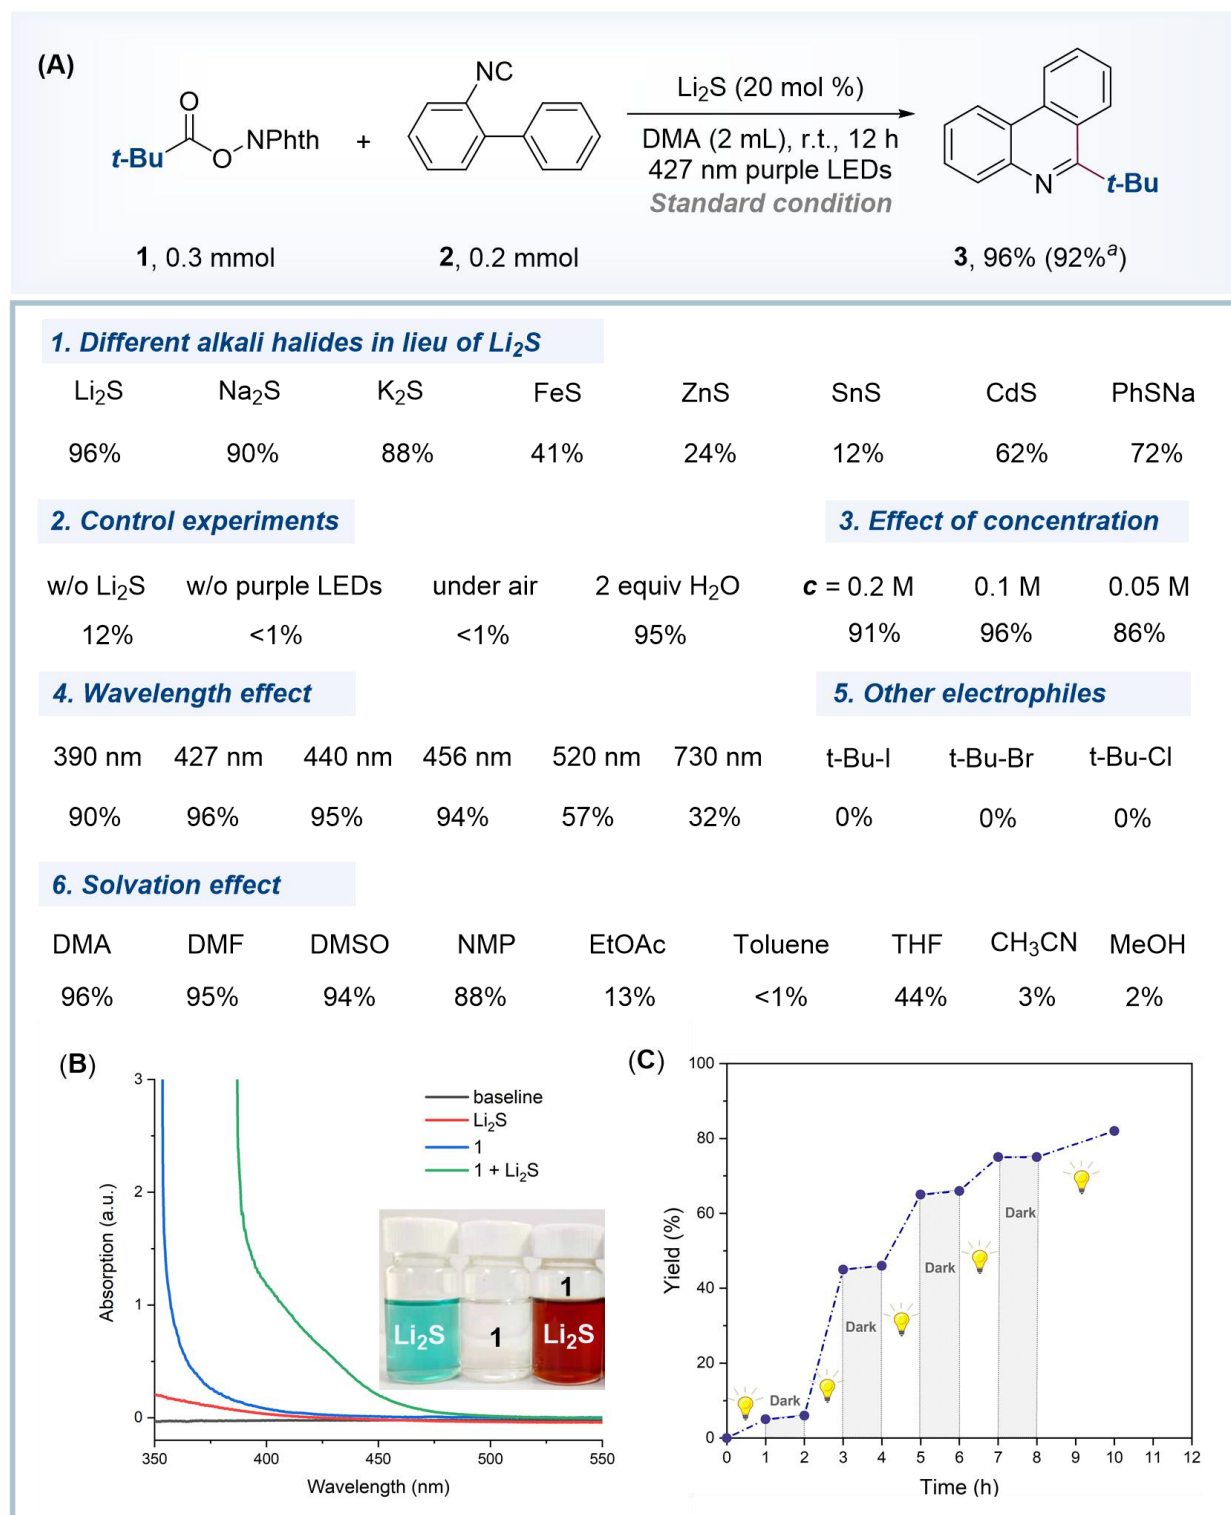 (A)
NC
O
t-Bu O NPhth + Li₂S (20 mol %)
DMA (2 mL), r.t., 12 h
427 nm purple LEDs
Standard condition
N t-Bu
1, 0.3 mmol 2, 0.2 mmol 3, 96% (92%ᵃ)
1. Different alkali halides in lieu of Li₂S
Li₂S Na₂S K₂S FeS ZnS SnS CdS PhSNa
96% 90% 88% 41% 24% 12% 62% 72%
2. Control experiments
w/o Li₂S w/o purple LEDs under air 2 equiv H₂O
12% <1% <1% 95%
3. Effect of concentration
c = 0.2 M 0.1 M 0.05 M
91% 96% 86%
4. Wavelength effect
390 nm 427 nm 440 nm 456 nm 520 nm 730 nm
90% 96% 95% 94% 57% 32%
5. Other electrophiles
t-Bu-I t-Bu-Br t-Bu-Cl
0% 0% 0%
6. Solvation effect
DMA DMF DMSO NMP EtOAc Toluene THF CH₃CN MeOH
96% 95% 94% 88% 13% <1% 44% 3% 2%
(B)
baseline
Li₂S
1
1 + Li₂S
Absorption (a.u.)
3
2
1
0
Li₂S
1
1
Li₂S
350 400 450 500 550
Wavelength (nm)
(C)
Yield (%)
100
80
60
40
20
0
Dark
Dark
Dark
Dark
0 1 2 3 4 5 6 7 8 9 10 11 12
Time (h)